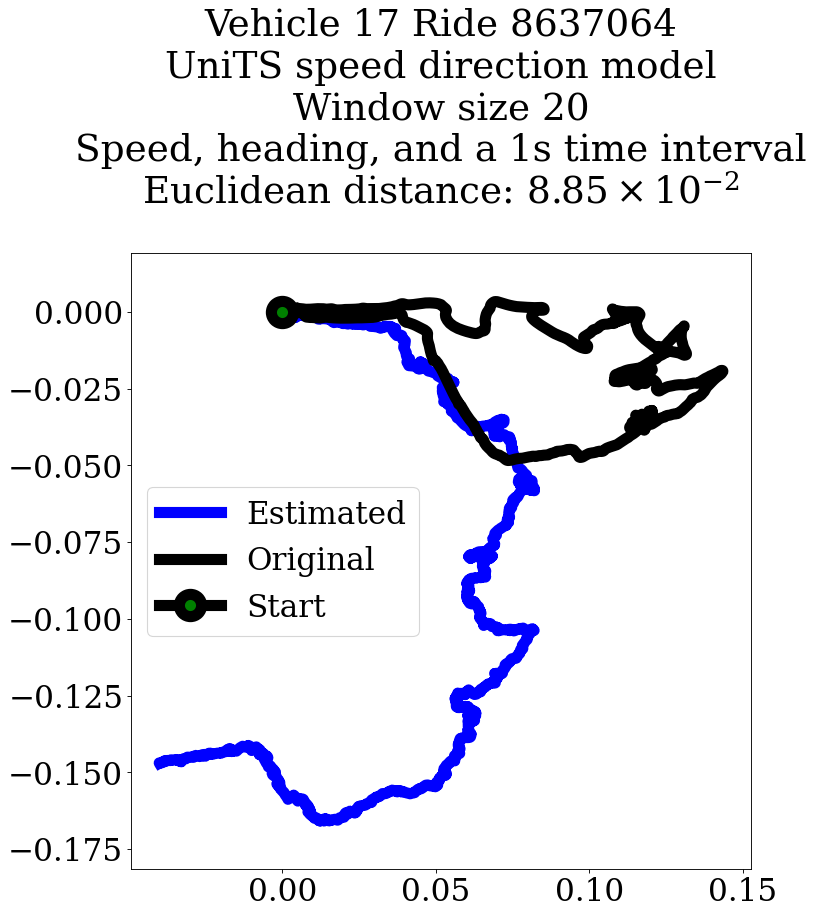 Vehicle 17 Ride 8637064
UniTS speed direction model
Window size 20
Speed, heading, and a 1s time interval
Euclidean distance: 8.85 × 10⁻²
0.000
−0.025
−0.050
−0.075
−0.100
−0.125
−0.150
−0.175
Estimated
Original
Start
0.00 0.05 0.10 0.15